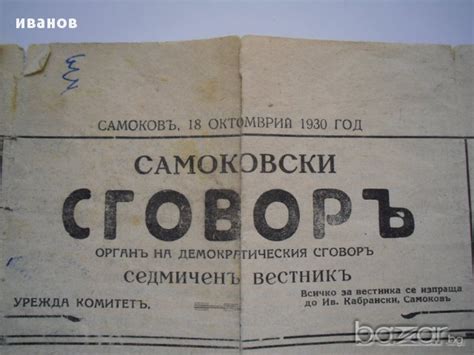 иванов
САМОКОВЪ, 18 ОКТОМВРИЙ 1930 ГОД
САМОКОВСКИ
СГОВОРЪ
ОРГАНЪ НА ДЕМОКРАТИЧЕСКИЯ СГОВОРЪ
СЕДМИЧЕНЪ ВЕСТНИКЪ
УРЕЖДА КОМИТЕТЪ.
Всичко за вестника се изпраща
до Ив. Кабрански, Самоковъ
bazar.bg